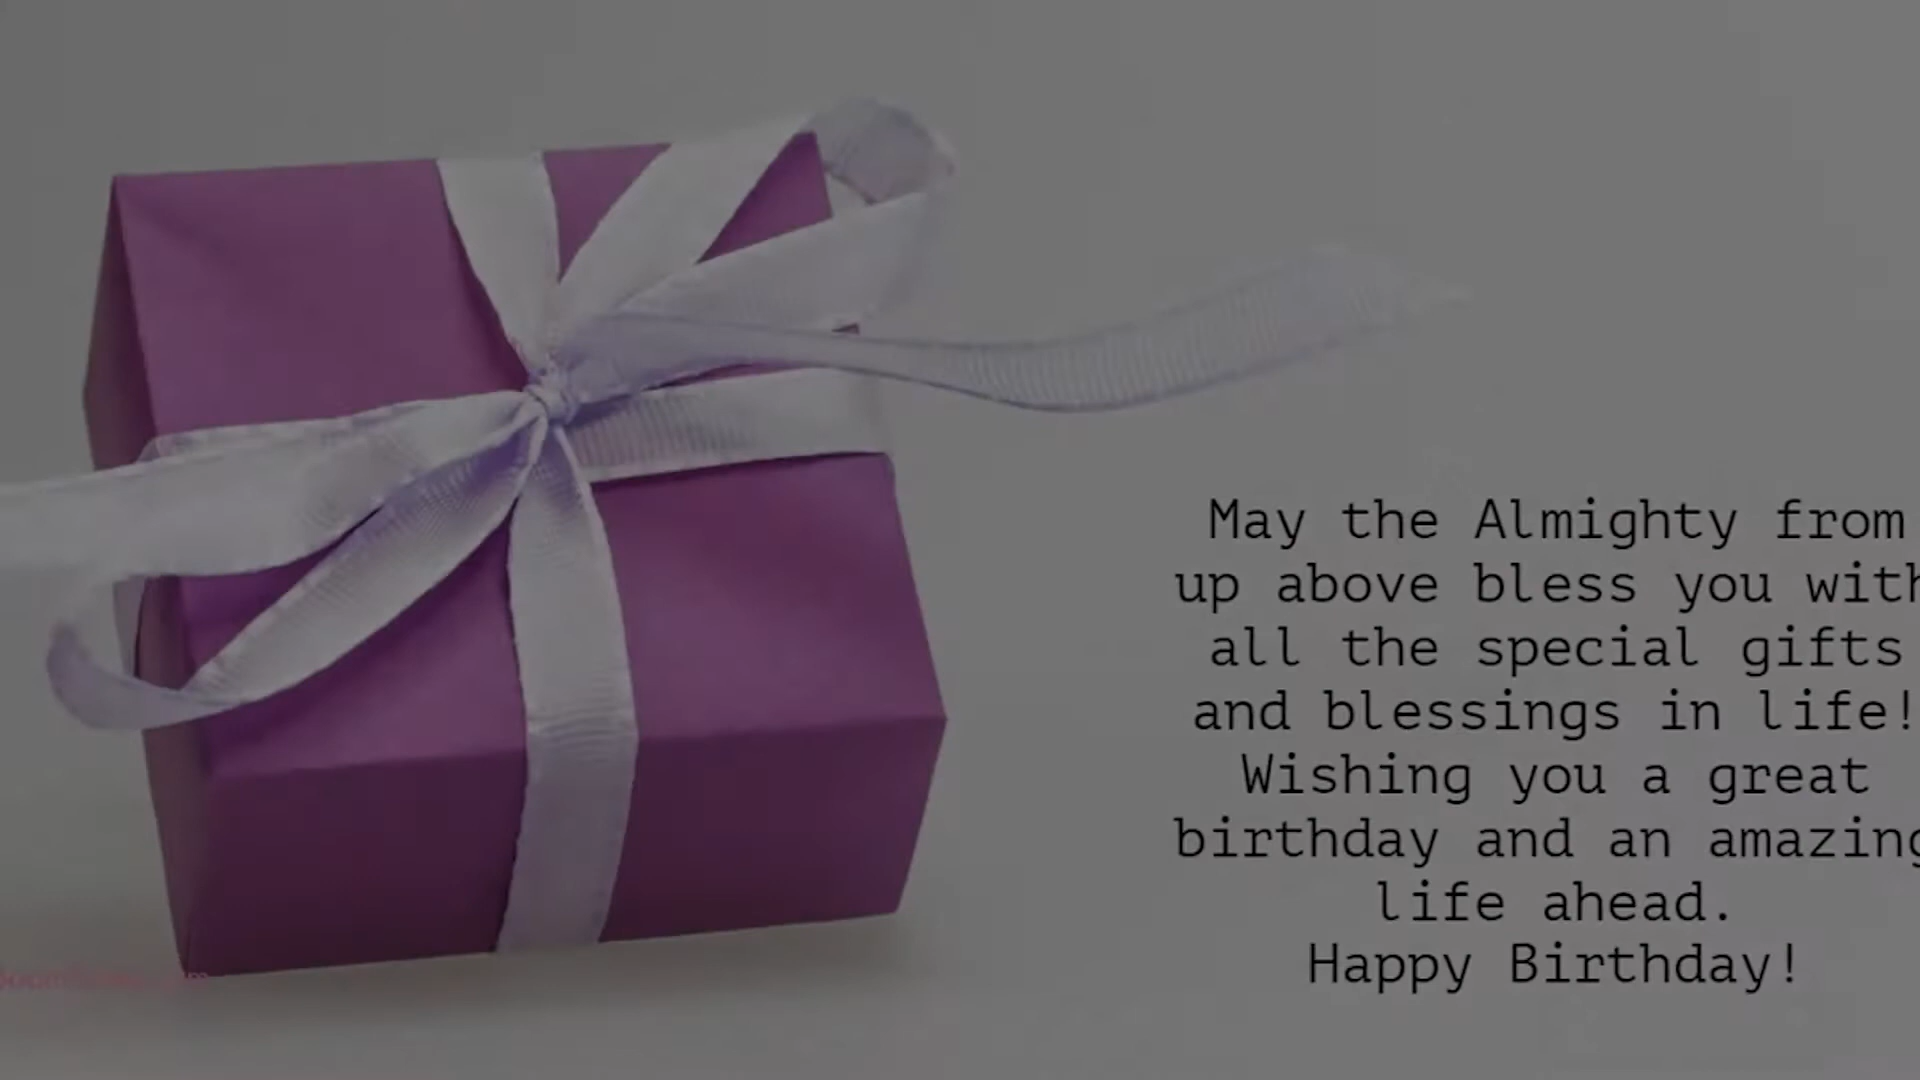 May the Almighty from
up above bless you with
all the special gifts
and blessings in life!
Wishing you a great
birthday and an amazing
life ahead.
Happy Birthday!